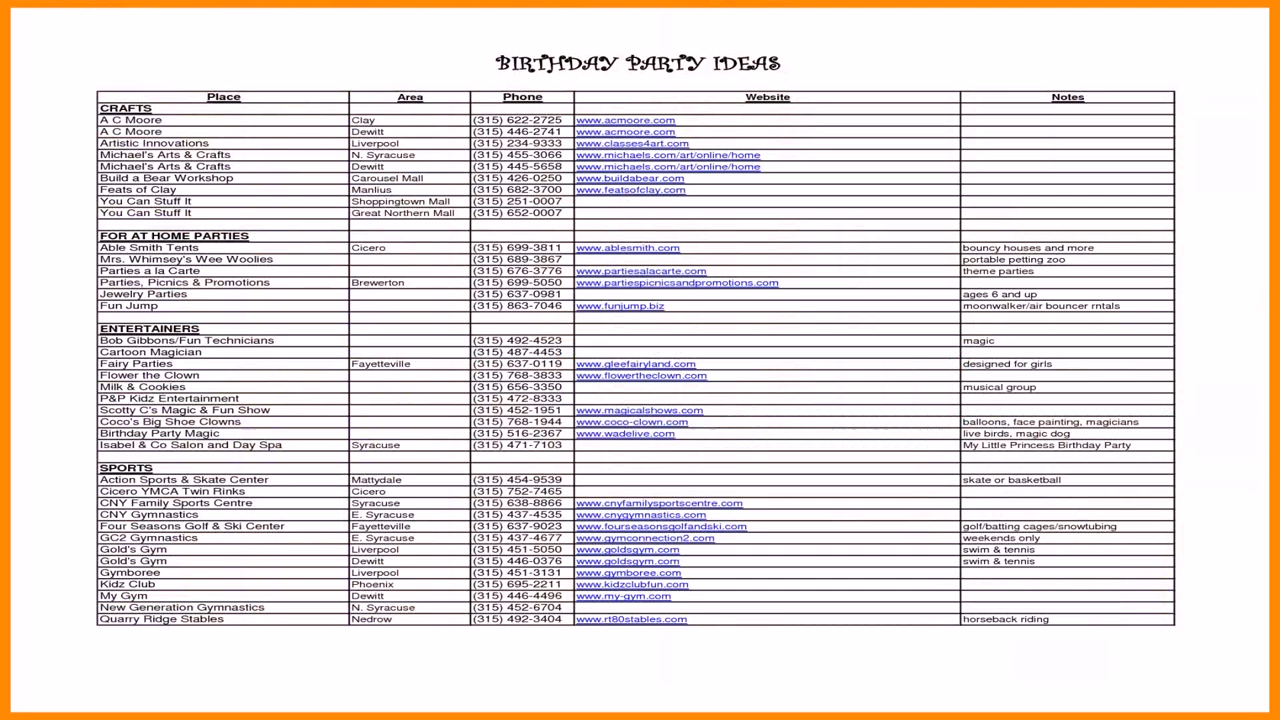 BIRTHDAY PARTY IDEAS
Place Area Phone Website Notes
CRAFTS
A C Moore Clay (315) 622-2725 www.acmoore.com
A C Moore Dewitt (315) 446-2741 www.acmoore.com
Artistic Innovations Liverpool (315) 234-9333 www.classes4art.com
Michael's Arts & Crafts N. Syracuse (315) 455-3066 www.michaels.com/art/online/home
Michael's Arts & Crafts Dewitt (315) 445-5658 www.michaels.com/art/online/home
Build a Bear Workshop Carousel Mall (315) 426-0250 www.buildabear.com
Feats of Clay Manlius (315) 682-3700 www.featsofclay.com
You Can Stuff It Shoppingtown Mall (315) 251-0007
You Can Stuff It Great Northern Mall (315) 652-0007
FOR AT HOME PARTIES
Able Smith Tents Cicero (315) 699-3811 www.ablesmith.com bouncy houses and more
Mrs. Whimsey's Wee Woolies (315) 689-3867 portable petting zoo
Parties a la Carte (315) 676-3776 www.partiesalacarte.com theme parties
Parties, Picnics & Promotions Brewerton (315) 699-5050 www.partiespicnicsandpromotions.com
Jewelry Parties (315) 637-0981 ages 6 and up
Fun Jump (315) 863-7046 www.funjump.biz moonwalker/air bouncer rntals
ENTERTAINERS
Bob Gibbons/Fun Technicians (315) 492-4523 magic
Cartoon Magician (315) 487-4453
Fairy Parties Fayetteville (315) 637-0119 www.gleefairyland.com designed for girls
Flower the Clown (315) 768-3833 www.flowertheclown.com
Milk & Cookies (315) 656-3350 musical group
P&P Kidz Entertainment (315) 472-8333
Scotty C's Magic & Fun Show (315) 452-1951 www.magicalshows.com
Coco's Big Shoe Clowns (315) 768-1944 www.coco-clown.com balloons, face painting, magicians
Birthday Party Magic (315) 516-2367 www.wadelive.com live birds, magic dog
Isabel & Co Salon and Day Spa Syracuse (315) 471-7103 My Little Princess Birthday Party
SPORTS
Action Sports & Skate Center Mattydale (315) 454-9539 skate or basketball
Cicero YMCA Twin Rinks Cicero (315) 752-7465
CNY Family Sports Centre Syracuse (315) 638-8866 www.cnyfamilysportscentre.com
CNY Gymnastics E. Syracuse (315) 437-4535 www.cnygymnastics.com
Four Seasons Golf & Ski Center Fayetteville (315) 637-9023 www.fourseasonsgolfandski.com golf/batting cages/snowtubing
GC2 Gymnastics E. Syracuse (315) 437-4677 www.gymconnection2.com weekends only
Gold's Gym Liverpool (315) 451-5050 www.goldsgym.com swim & tennis
Gold's Gym Dewitt (315) 446-0376 www.goldsgym.com swim & tennis
Gymboree Liverpool (315) 451-3131 www.gymboree.com
Kidz Club Phoenix (315) 695-2211 www.kidzclubfun.com
My Gym Dewitt (315) 446-4496 www.my-gym.com
New Generation Gymnastics N. Syracuse (315) 452-6704
Quarry Ridge Stables Nedrow (315) 492-3404 www.rt80stables.com horseback riding